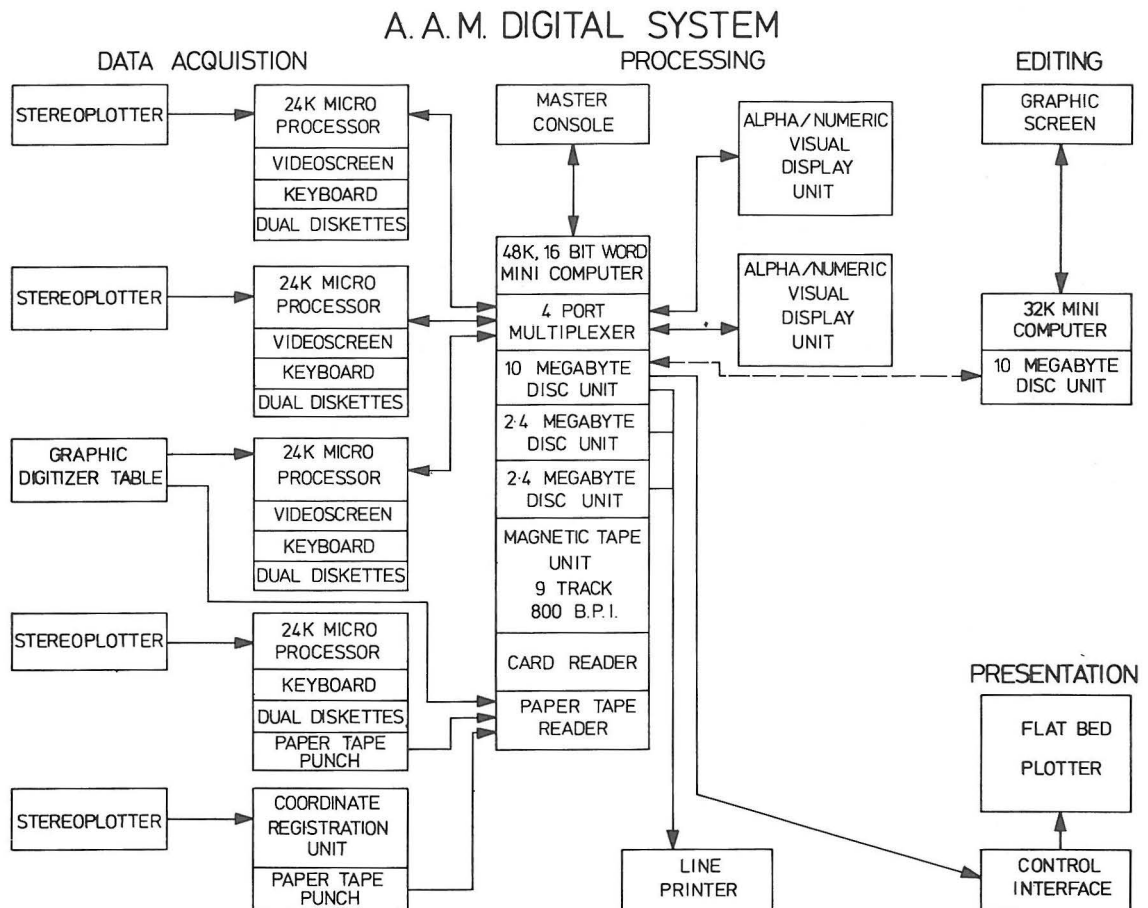 A. A. M. DIGITAL SYSTEM
DATA ACQUISTION
PROCESSING
EDITING
STEREOPLOTTER
24K MICRO
PROCESSOR
VIDEOSCREEN
KEYBOARD
DUAL DISKETTES
STEREOPLOTTER
24K MICRO
PROCESSOR
VIDEOSCREEN
KEYBOARD
DUAL DISKETTES
GRAPHIC
DIGITIZER TABLE
24K MICRO
PROCESSOR
VIDEOSCREEN
KEYBOARD
DUAL DISKETTES
STEREOPLOTTER
24K MICRO
PROCESSOR
KEYBOARD
DUAL DISKETTES
PAPER TAPE
PUNCH
STEREOPLOTTER
COORDINATE
REGISTRATION
UNIT
PAPER TAPE
PUNCH
MASTER
CONSOLE
48K, 16 BIT WORD
MINI COMPUTER
4 PORT
MULTIPLEXER
10 MEGABYTE
DISC UNIT
2·4 MEGABYTE
DISC UNIT
2·4 MEGABYTE
DISC UNIT
MAGNETIC TAPE
UNIT
9 TRACK
800 B.P.I.
CARD READER
PAPER TAPE
READER
ALPHA/NUMERIC
VISUAL
DISPLAY
UNIT
ALPHA/NUMERIC
VISUAL
DISPLAY
UNIT
LINE
PRINTER
GRAPHIC
SCREEN
32K MINI
COMPUTER
10 MEGABYTE
DISC UNIT
PRESENTATION
FLAT BED
PLOTTER
CONTROL
INTERFACE